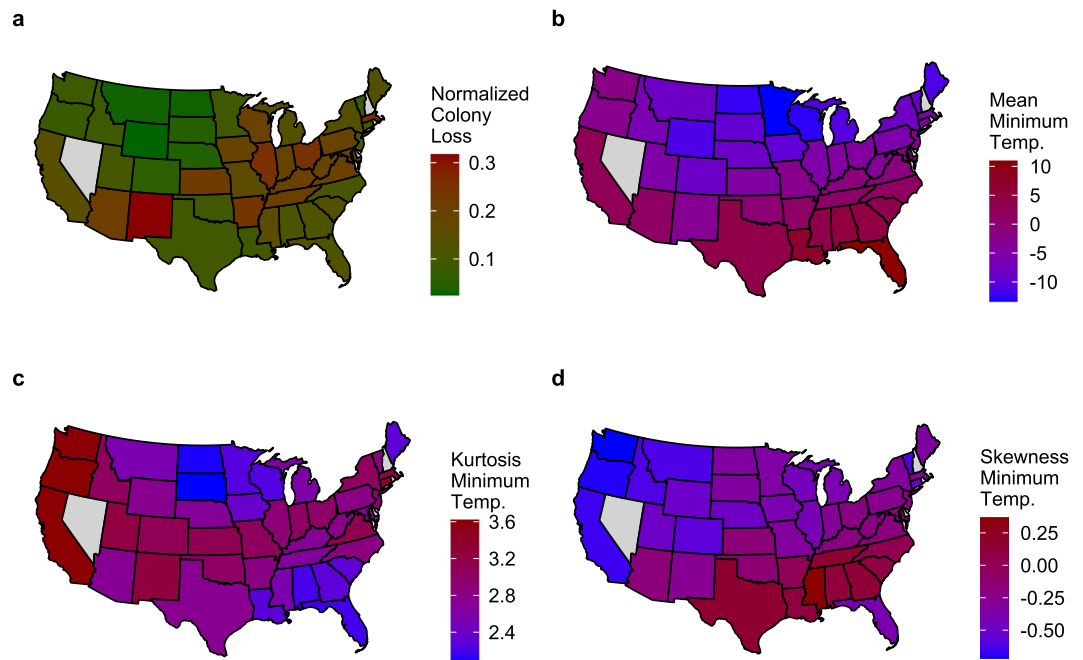 a
Normalized
Colony
Loss
0.3
0.2
0.1
b
Mean
Minimum
Temp.
10
5
0
-5
-10
c
Kurtosis
Minimum
Temp.
3.6
3.2
2.8
2.4
d
Skewness
Minimum
Temp.
0.25
0.00
-0.25
-0.50